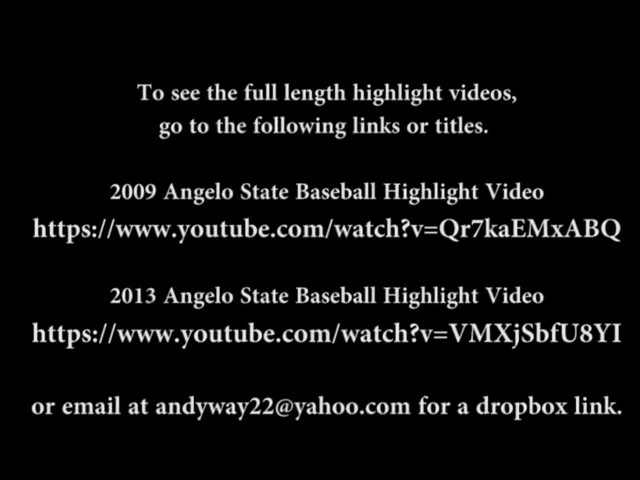 To see the full length highlight videos,
go to the following links or titles.
2009 Angelo State Baseball Highlight Video
https://www.youtube.com/watch?v=Qr7kaEMxABQ
2013 Angelo State Baseball Highlight Video
https://www.youtube.com/watch?v=VMXjSbfU8YI
or email at andyway22@yahoo.com for a dropbox link.